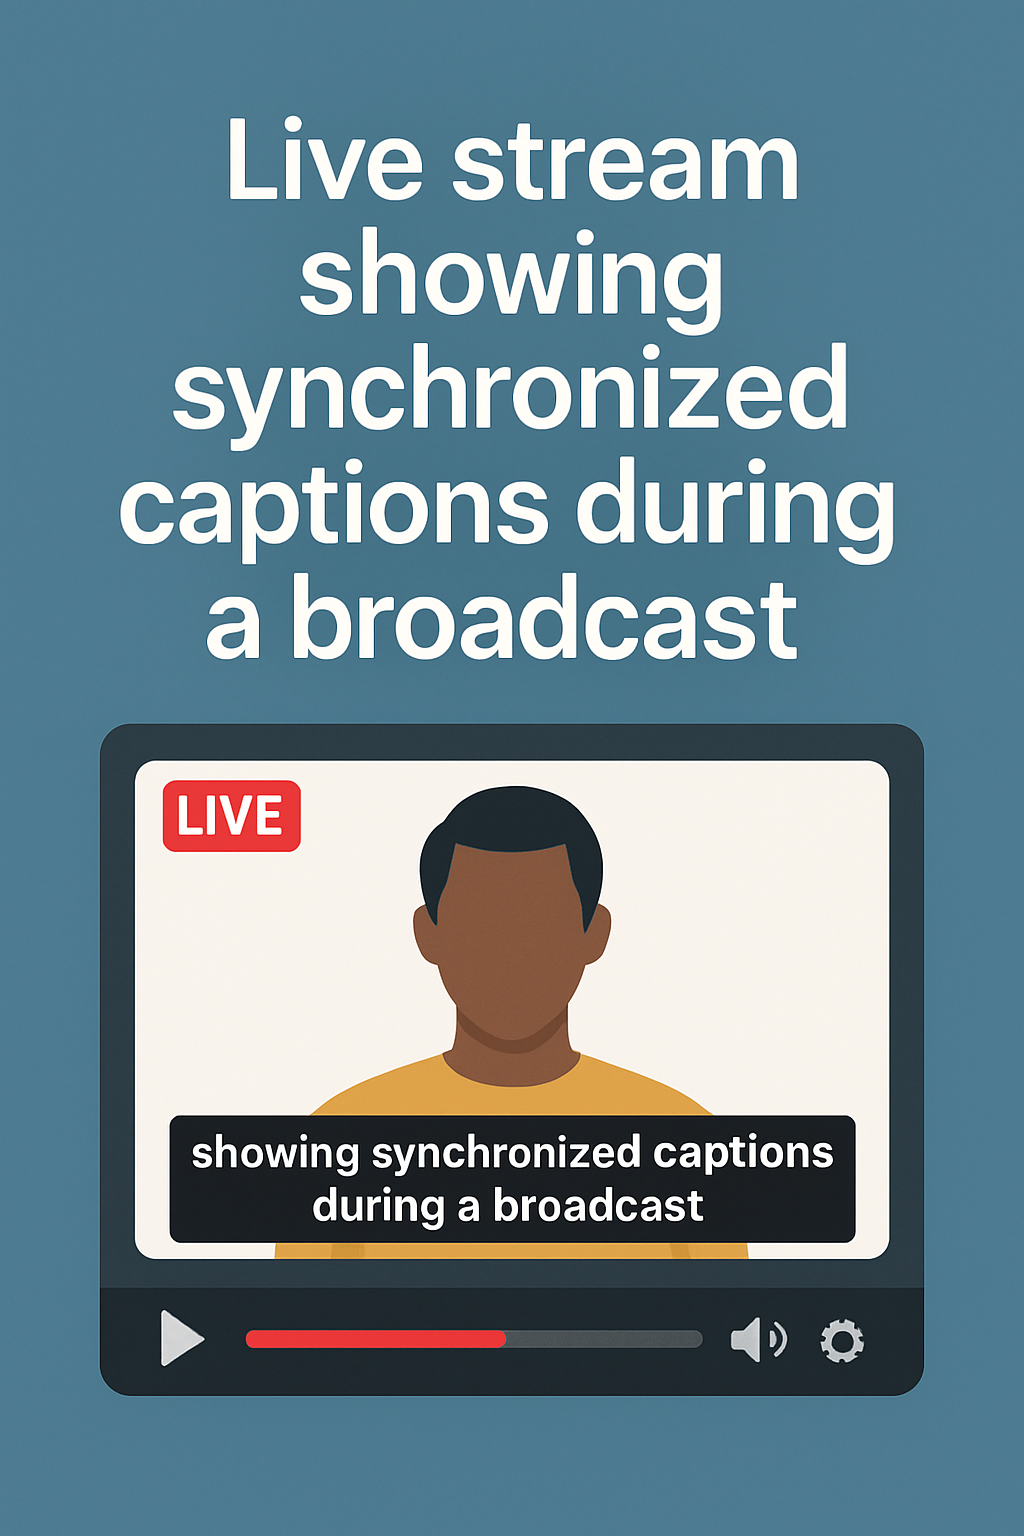 Live stream
showing
synchronized
captions during
a broadcast
LIVE
showing synchronized captions
during a broadcast